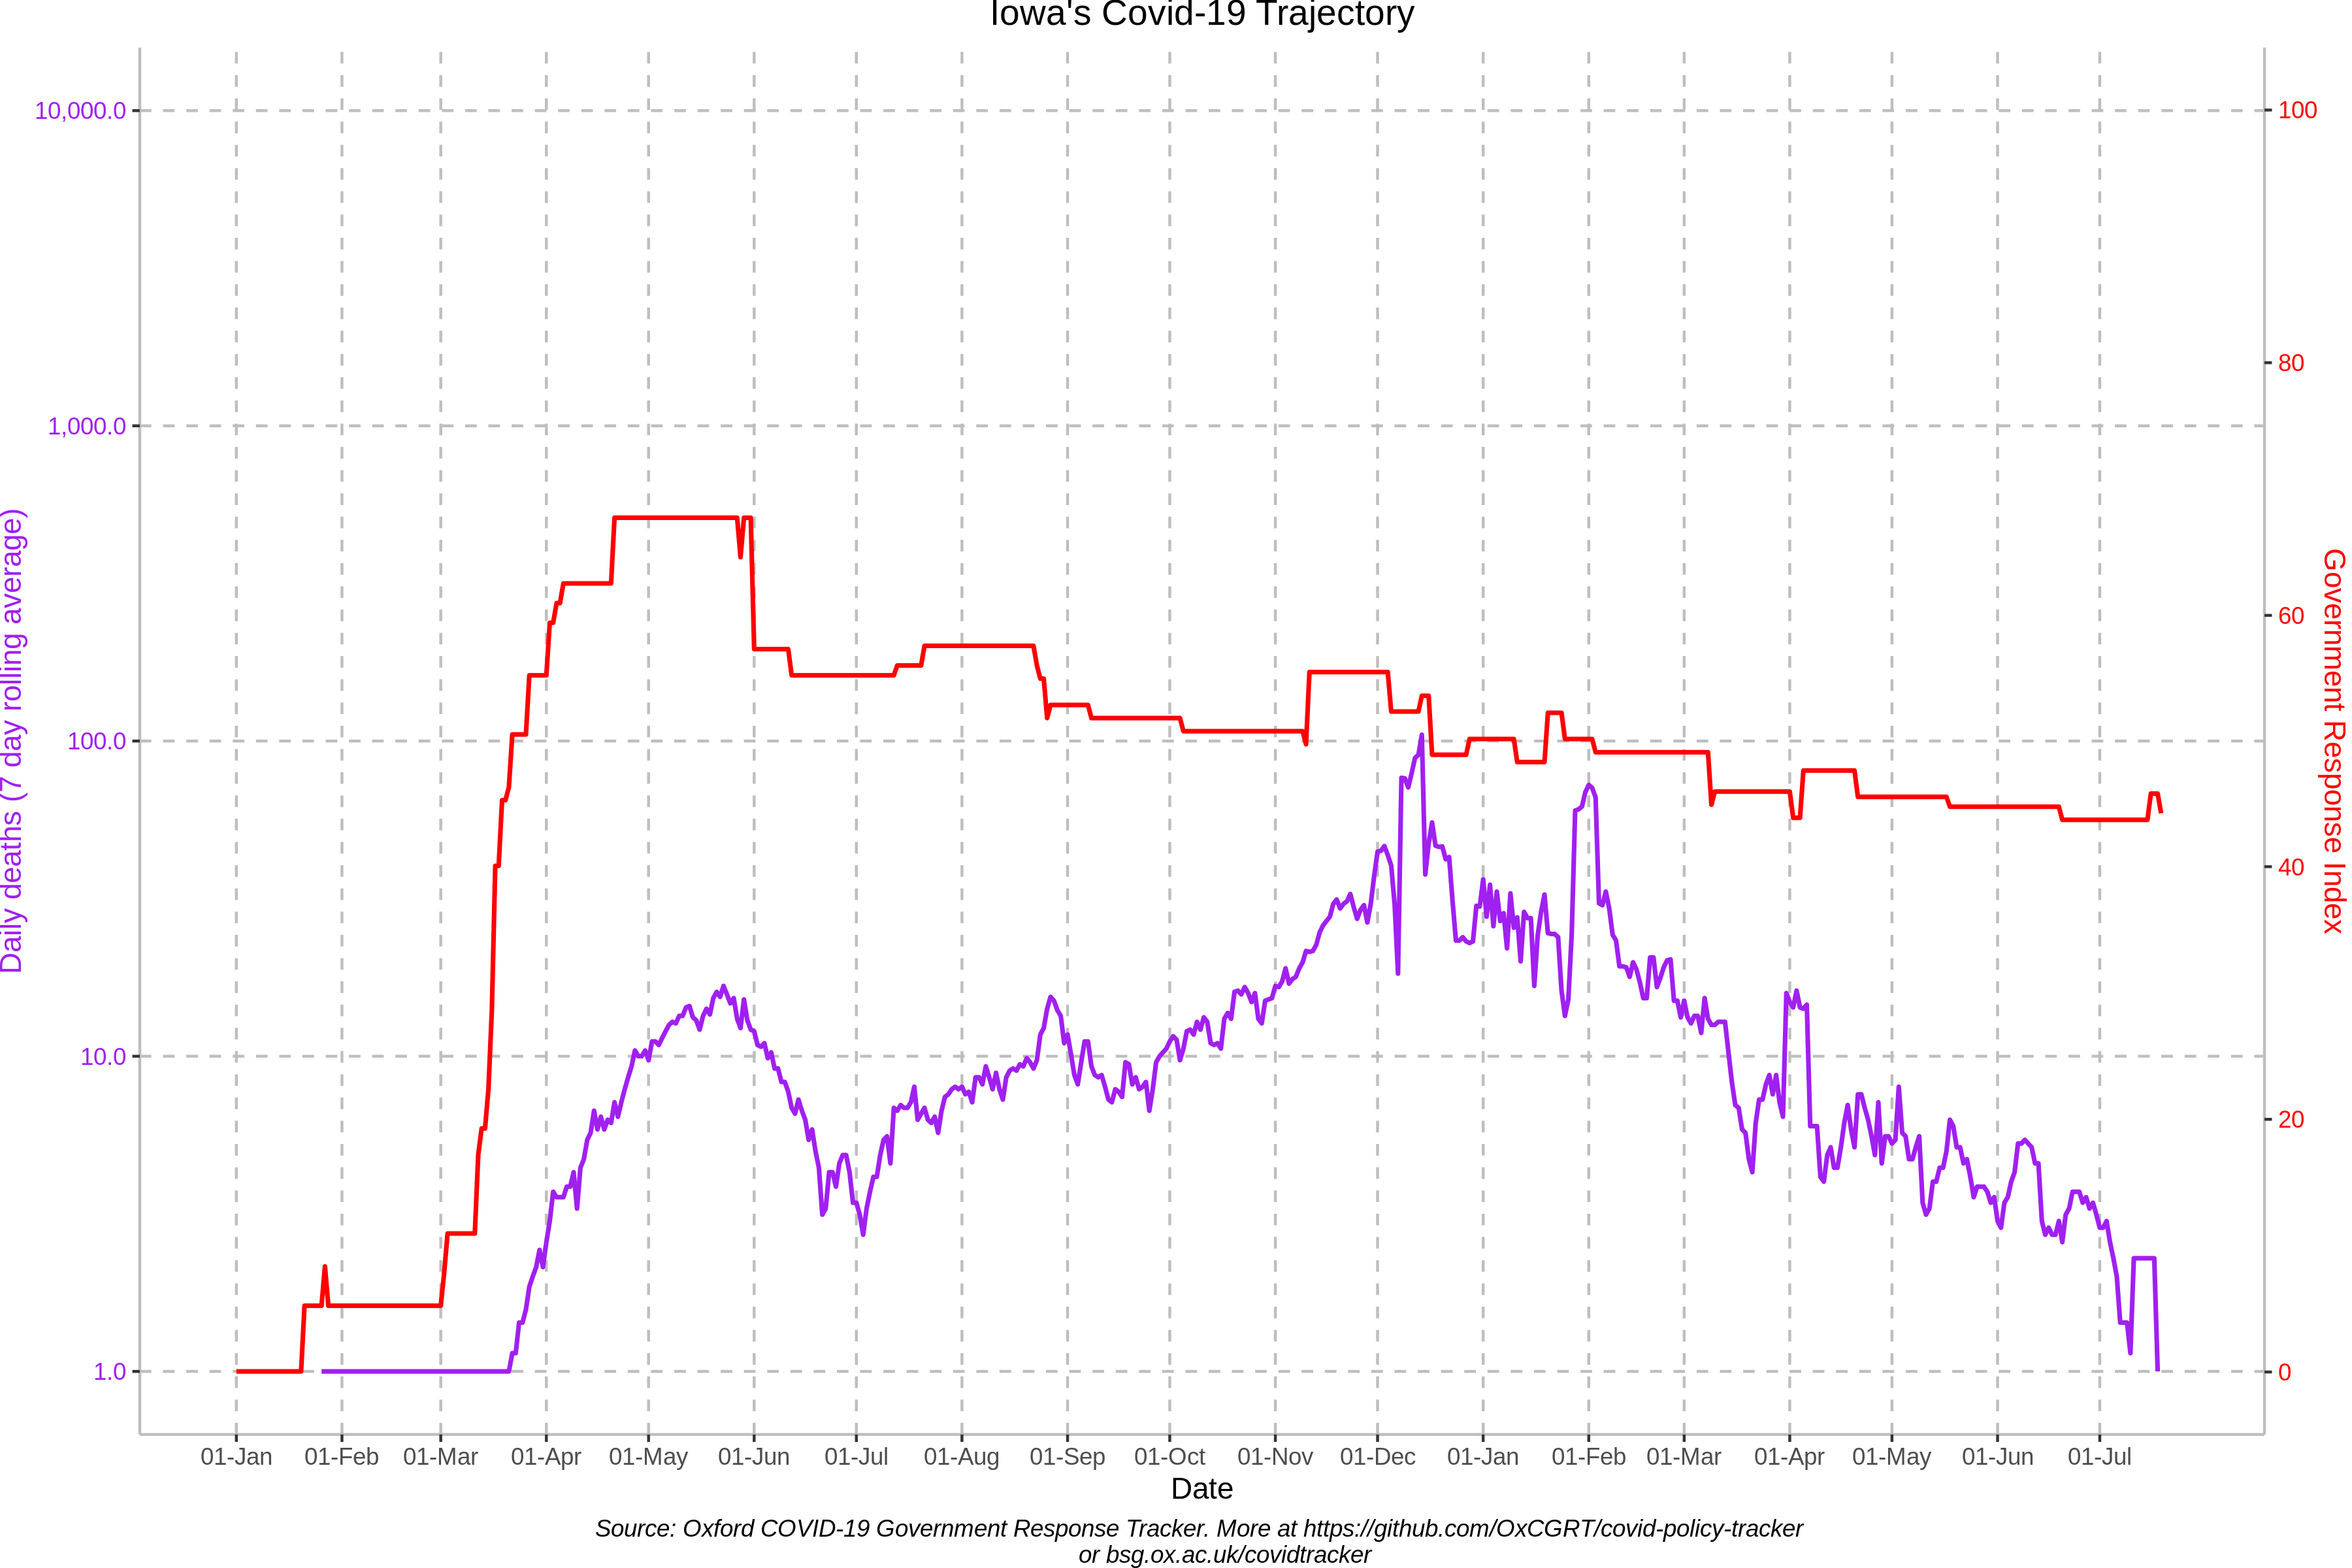 Iowa's Covid-19 Trajectory
10,000.0
1,000.0
100.0
10.0
1.0
Daily deaths (7 day rolling average)
100
80
60
40
20
0
Government Response Index
01-Jan 01-Feb 01-Mar 01-Apr 01-May 01-Jun 01-Jul 01-Aug 01-Sep 01-Oct 01-Nov 01-Dec 01-Jan 01-Feb 01-Mar 01-Apr 01-May 01-Jun 01-Jul
Date
Source: Oxford COVID-19 Government Response Tracker. More at https://github.com/OxCGRT/covid-policy-tracker
or bsg.ox.ac.uk/covidtracker